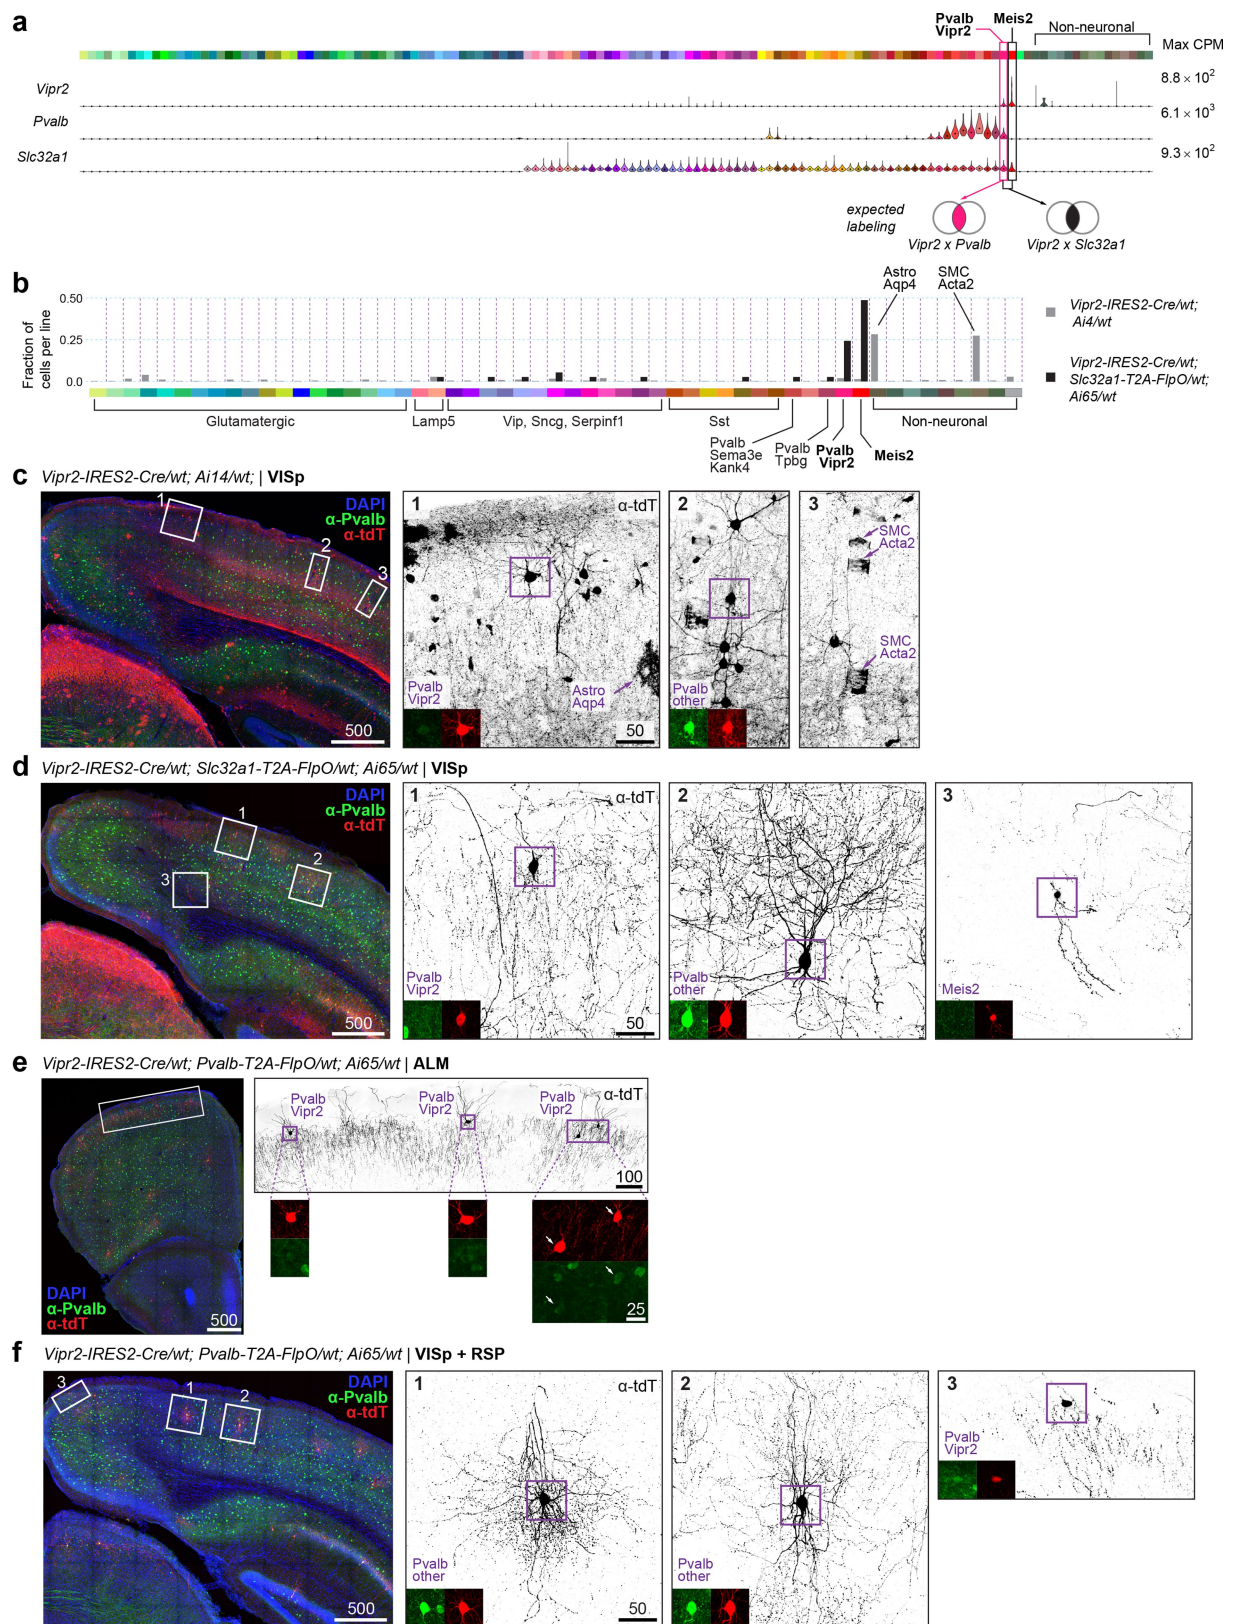 a
Pvalb
Vipr2
Meis2
Non-neuronal
Max CPM
Vipr2
8.8 × 10²
Pvalb
6.1 × 10³
Slc32a1
9.3 × 10²
expected
labeling
Vipr2 x Pvalb
Vipr2 x Slc32a1
b
Fraction of
cells per line
0.50
0.25
0.0
Astro
Aqp4
SMC
Acta2
Vipr2-IRES2-Cre/wt;
Ai4/wt
Vipr2-IRES2-Cre/wt;
Slc32a1-T2A-FlpO/wt;
Ai65/wt
Glutamatergic
Lamp5
Vip, Sncg, Serpinf1
Sst
Non-neuronal
Pvalb
Sema3e
Kank4
Pvalb
Tpbg
Pvalb
Vipr2
Meis2
c
Vipr2-IRES2-Cre/wt; Ai14/wt; | VISp
DAPI
α-Pvalb
α-tdT
1
2
3
500
1
α-tdT
Pvalb
Vipr2
Astro
Aqp4
50
2
Pvalb
other
3
SMC
Acta2
SMC
Acta2
d
Vipr2-IRES2-Cre/wt; Slc32a1-T2A-FlpO/wt; Ai65/wt | VISp
DAPI
α-Pvalb
α-tdT
1
2
3
500
1
α-tdT
Pvalb
Vipr2
50
2
Pvalb
other
3
Meis2
e
Vipr2-IRES2-Cre/wt; Pvalb-T2A-FlpO/wt; Ai65/wt | ALM
DAPI
α-Pvalb
α-tdT
500
Pvalb
Vipr2
Pvalb
Vipr2
Pvalb
Vipr2
α-tdT
100
25
f
Vipr2-IRES2-Cre/wt; Pvalb-T2A-FlpO/wt; Ai65/wt | VISp + RSP
DAPI
α-Pvalb
α-tdT
3
1
2
500
1
α-tdT
Pvalb
other
50
2
Pvalb
other
3
Pvalb
Vipr2